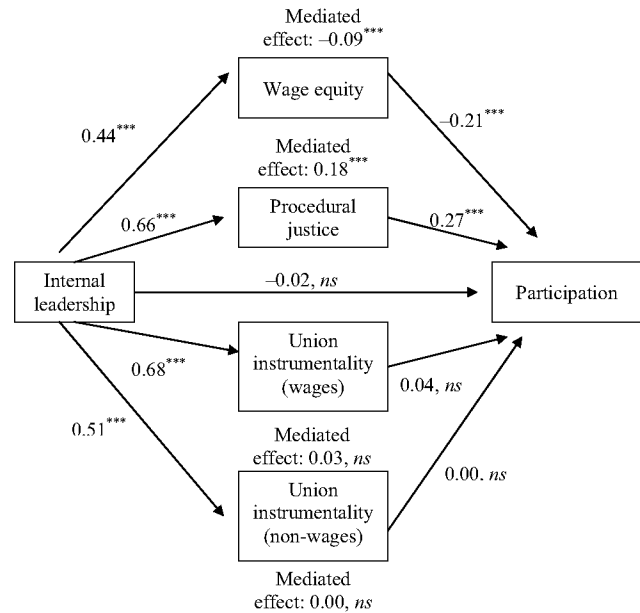 Mediated
effect: –0.09***
Wage equity
0.44***
–0.21***
Mediated
effect: 0.18***
Procedural
justice
0.66***
0.27***
Internal
leadership
–0.02, ns
Participation
Union
instrumentality
(wages)
0.68***
0.04, ns
0.51***
Mediated
effect: 0.03, ns
Union
instrumentality
(non-wages)
0.00, ns
Mediated
effect: 0.00, ns